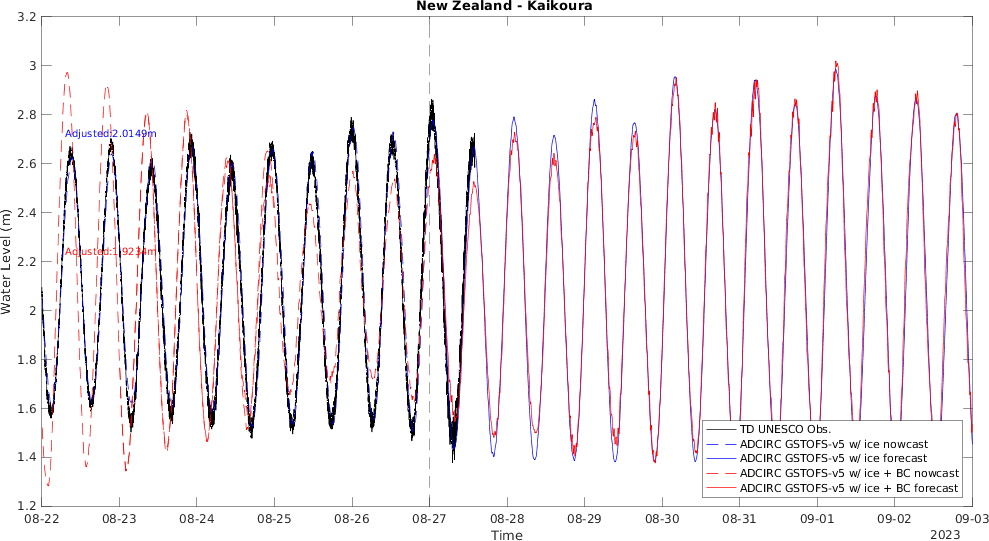 New Zealand - Kaikoura
3.2
3
2.8
2.6
2.4
2.2
2
1.8
1.6
1.4
1.2
Water Level (m)
Adjusted:2.0149m
Adjusted:1.9234m
TD UNESCO Obs.
ADCIRC GSTOFS-v5 w/ ice nowcast
ADCIRC GSTOFS-v5 w/ ice forecast
ADCIRC GSTOFS-v5 w/ ice + BC nowcast
ADCIRC GSTOFS-v5 w/ ice + BC forecast
08-22 08-23 08-24 08-25 08-26 08-27 08-28 08-29 08-30 08-31 09-01 09-02 09-03
Time
2023